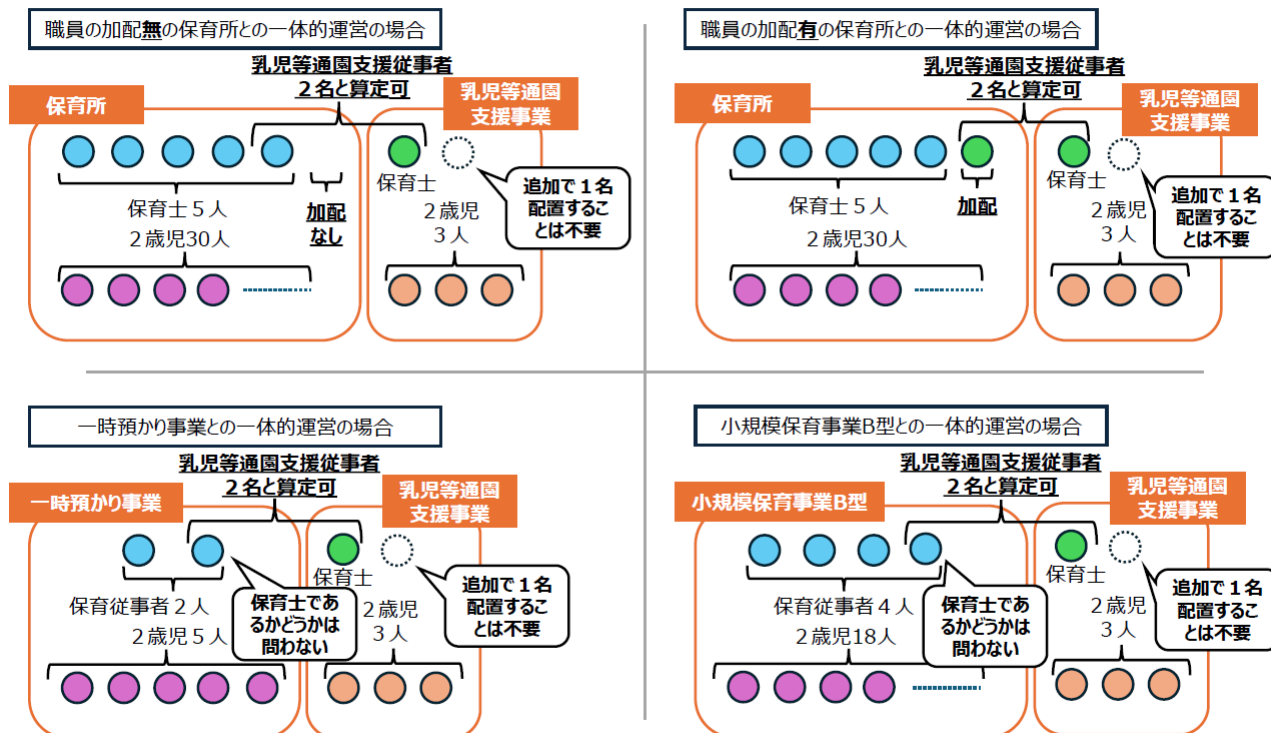 職員の加配無の保育所との一体的運営の場合
乳児等通園支援従事者
２名と算定可
保育所
乳児等通園
支援事業
保育士
保育士５人
加配
なし
２歳児30人
２歳児
３人
追加で１名
配置するこ
とは不要
職員の加配有の保育所との一体的運営の場合
乳児等通園支援従事者
２名と算定可
保育所
乳児等通園
支援事業
保育士
保育士５人
加配
２歳児30人
２歳児
３人
追加で１名
配置するこ
とは不要
一時預かり事業との一体的運営の場合
乳児等通園支援従事者
２名と算定可
一時預かり事業
乳児等通園
支援事業
保育士
保育従事者２人
２歳児５人
保育士であ
るかどうかは
問わない
２歳児
３人
追加で１名
配置するこ
とは不要
小規模保育事業B型との一体的運営の場合
乳児等通園支援従事者
２名と算定可
小規模保育事業B型
乳児等通園
支援事業
保育士
保育従事者４人
２歳児18人
保育士であ
るかどうかは
問わない
２歳児
３人
追加で１名
配置するこ
とは不要